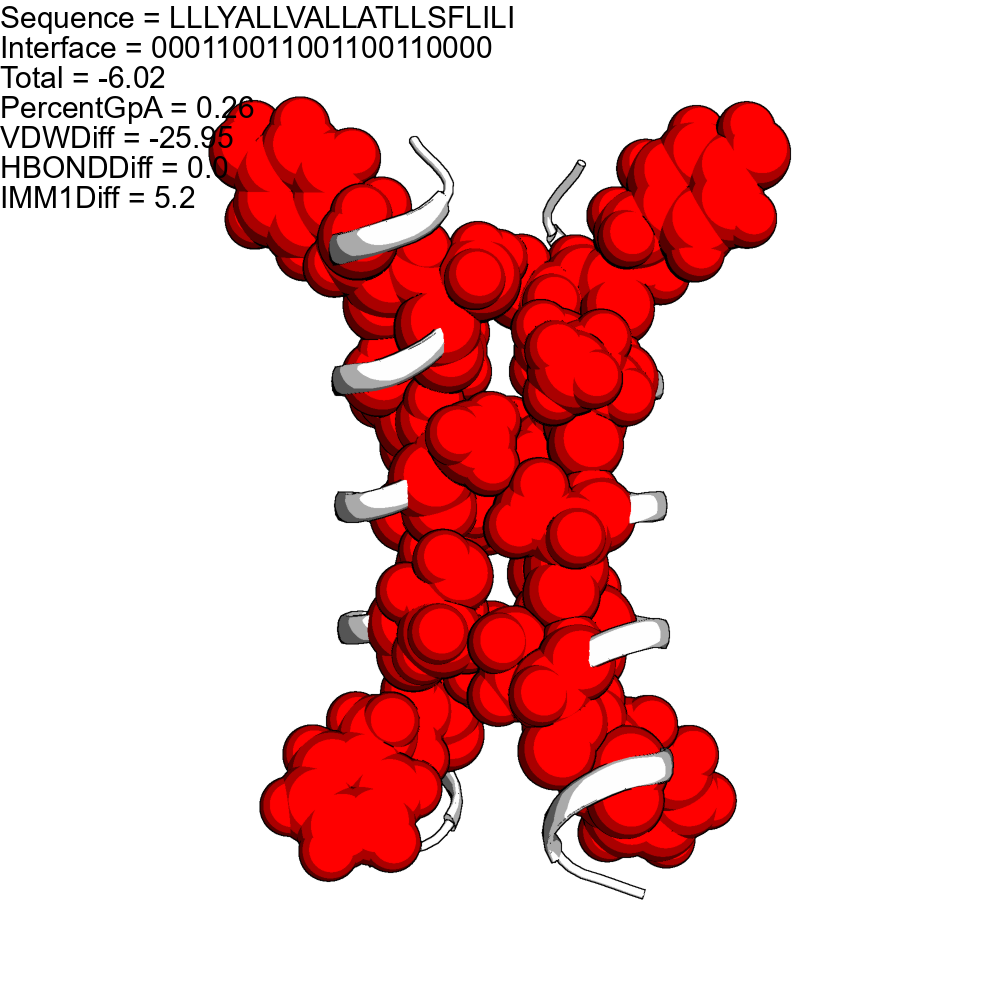 Sequence = LLLYALLVALLATLLSFLILI
Interface = 000110011001100110000
Total = -6.02
PercentGpA = 0.26
VDWDiff = -25.95
HBONDDiff = 0.0
IMM1Diff = 5.2